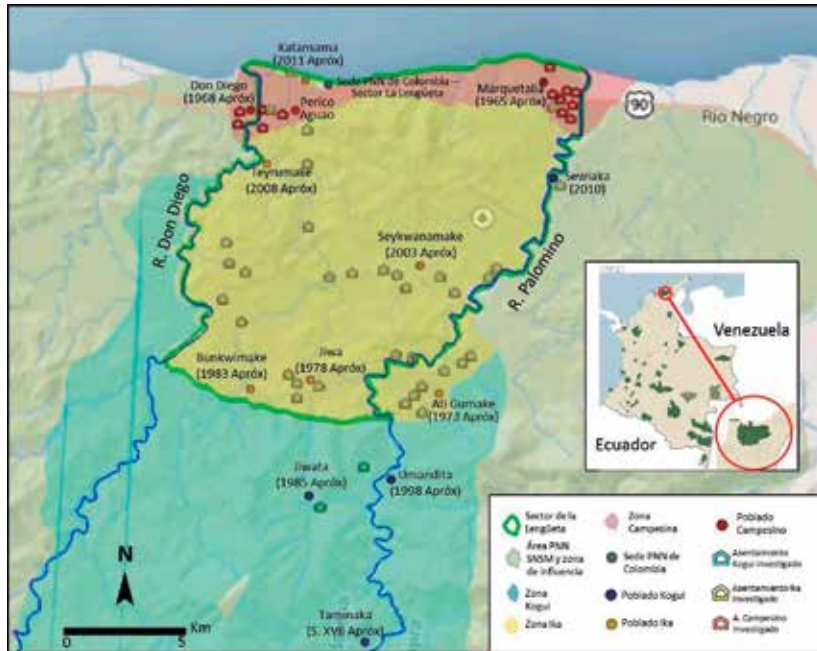 Katansama
(2011 Apróx)
Don Diego
(1968 Apróx)
Perico
Aguao
Sede PNN de Colombia –
Sector La Lengüeta
Marquetalia
(1965 Apróx)
90
Río Negro
Teyrumake
(2008 Apróx)
Sewiaka
(2010)
R. Don Diego
Seykwanamake
(2003 Apróx)
R. Palomino
Bunkwimake
(1983 Apróx)
Jiwa
(1978 Apróx)
Ati Gumake
(1973 Apróx)
Jiwata
(1985 Apróx)
Umandita
(1998 Apróx)
Taminaka
(S. XVII Apróx)
N
0
5
Km
Venezuela
Ecuador
Sector de la
Lengüeta
Área PNN
SNSM y zona
de influencia
Zona
Kogui
Zona Ika
Zona
Campesina
Sede PNN de
Colombia
Poblado Kogui
Poblado Ika
Poblado
Campesino
Asentamiento
Kogui investigado
Asentamiento Ika
Investigado
A. Campesino
Investigado